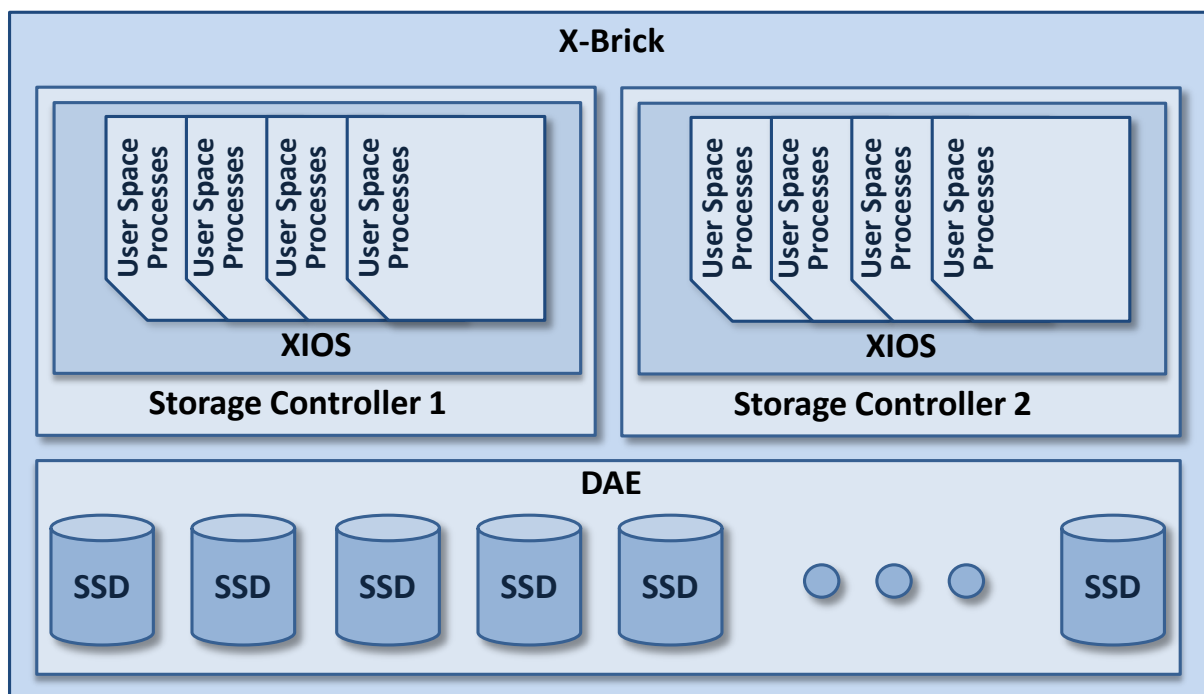 X-Brick
User Space
Processes
User Space
Processes
User Space
Processes
User Space
Processes
XIOS
Storage Controller 1
User Space
Processes
User Space
Processes
User Space
Processes
User Space
Processes
XIOS
Storage Controller 2
DAE
SSD
SSD
SSD
SSD
SSD
SSD